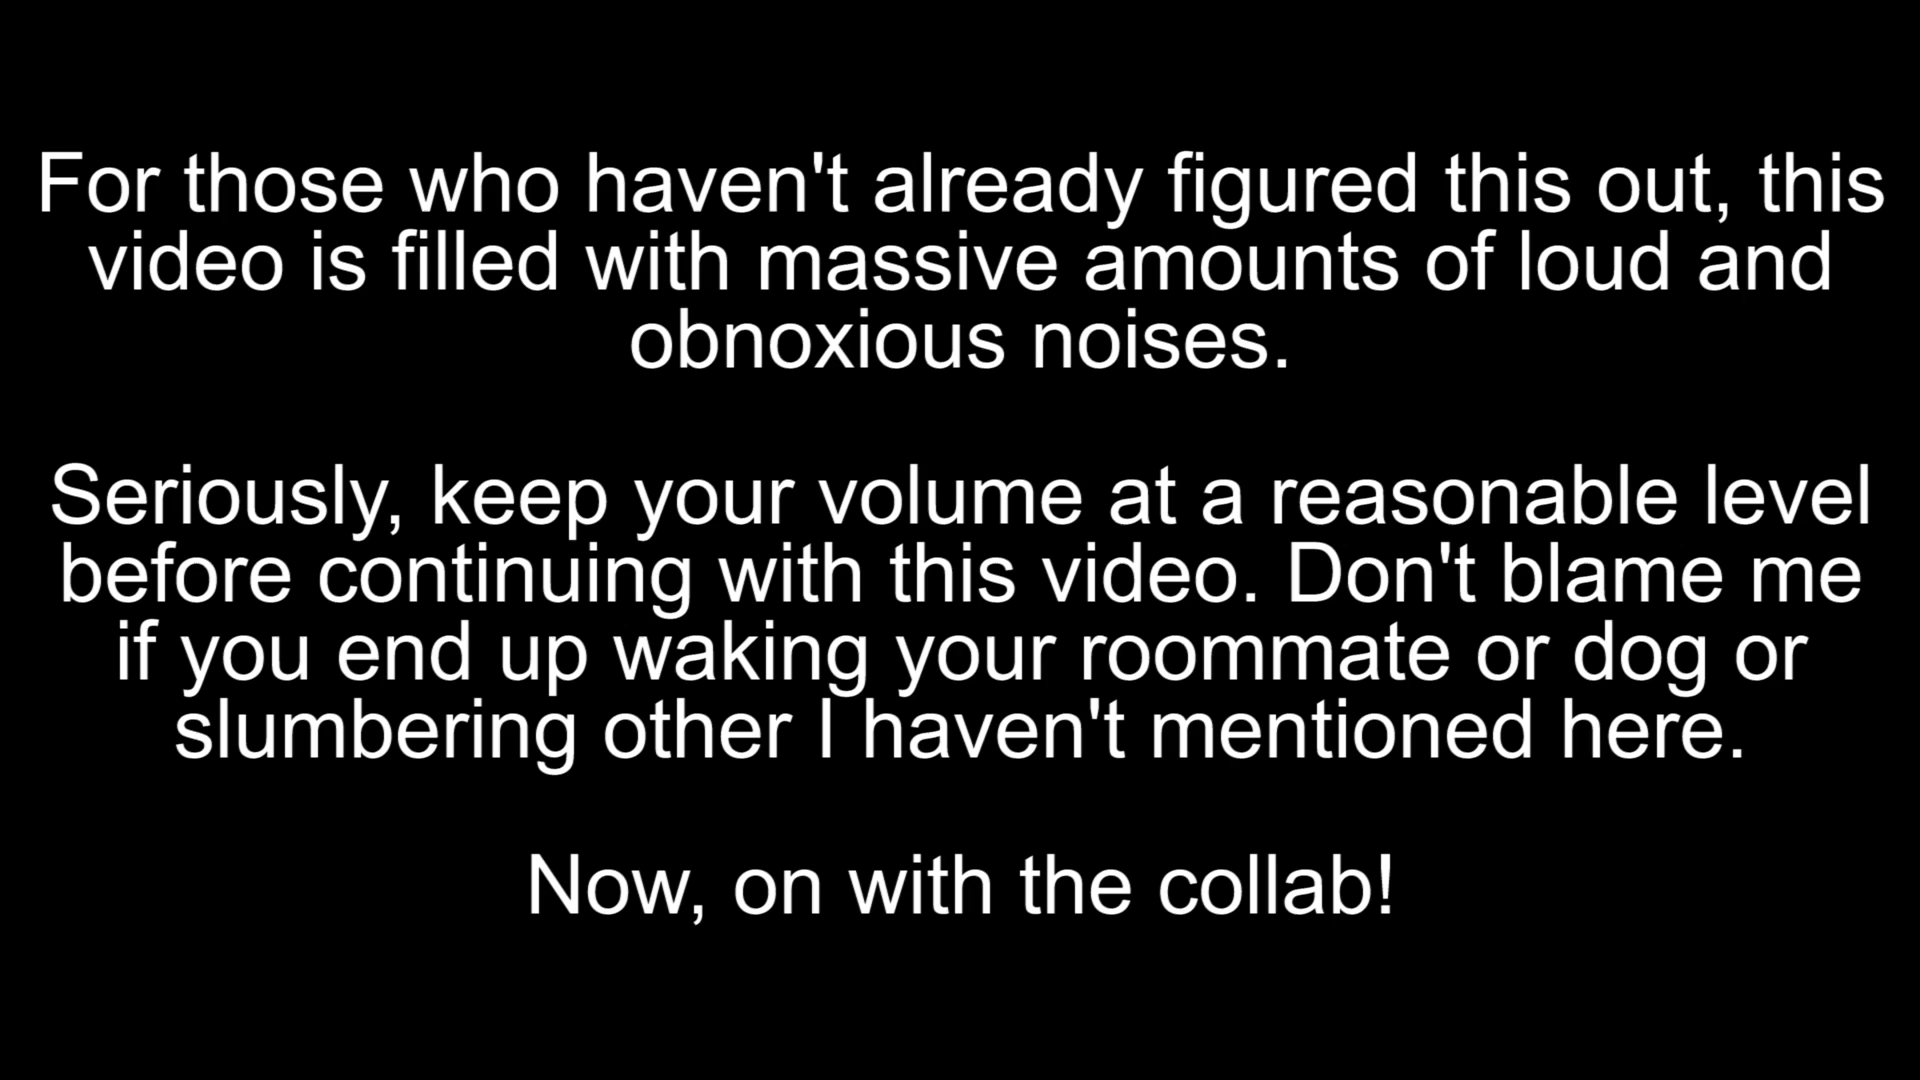 For those who haven't already figured this out, this
video is filled with massive amounts of loud and
obnoxious noises.
Seriously, keep your volume at a reasonable level
before continuing with this video. Don't blame me
if you end up waking your roommate or dog or
slumbering other I haven't mentioned here.
Now, on with the collab!